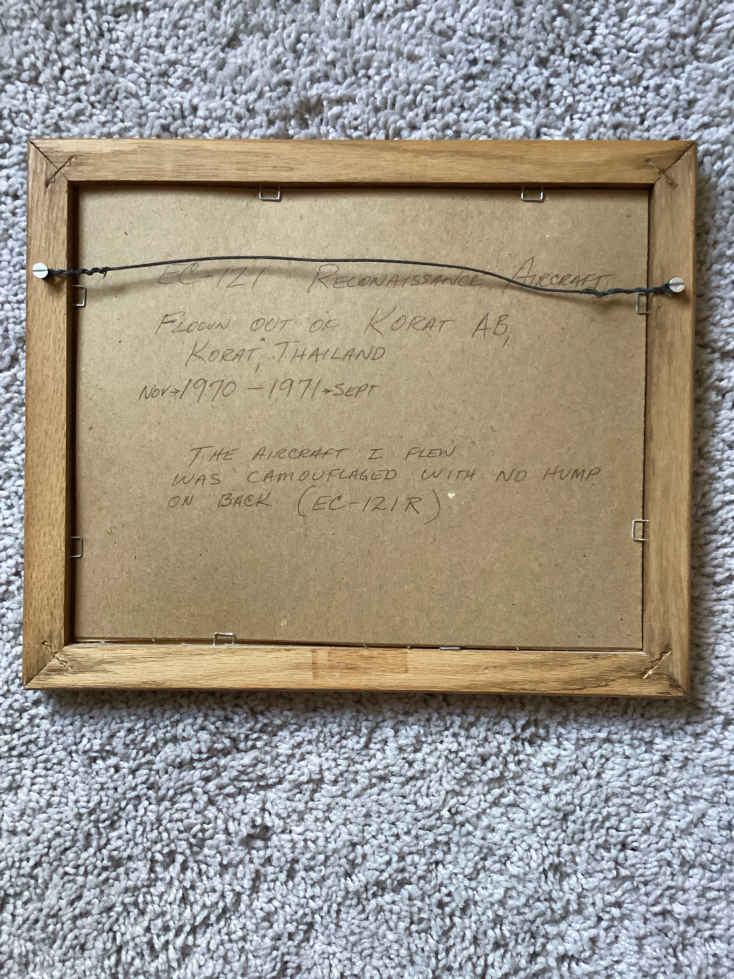 EC-121 RECONAISSANCE AIRCRAFT
FLOWN OUT OF KORAT AB,
KORAT, THAILAND
NOV→1970 – 1971→SEPT
THE AIRCRAFT I FLEW
WAS CAMOUFLAGED WITH NO HUMP
ON BACK (EC-121R)